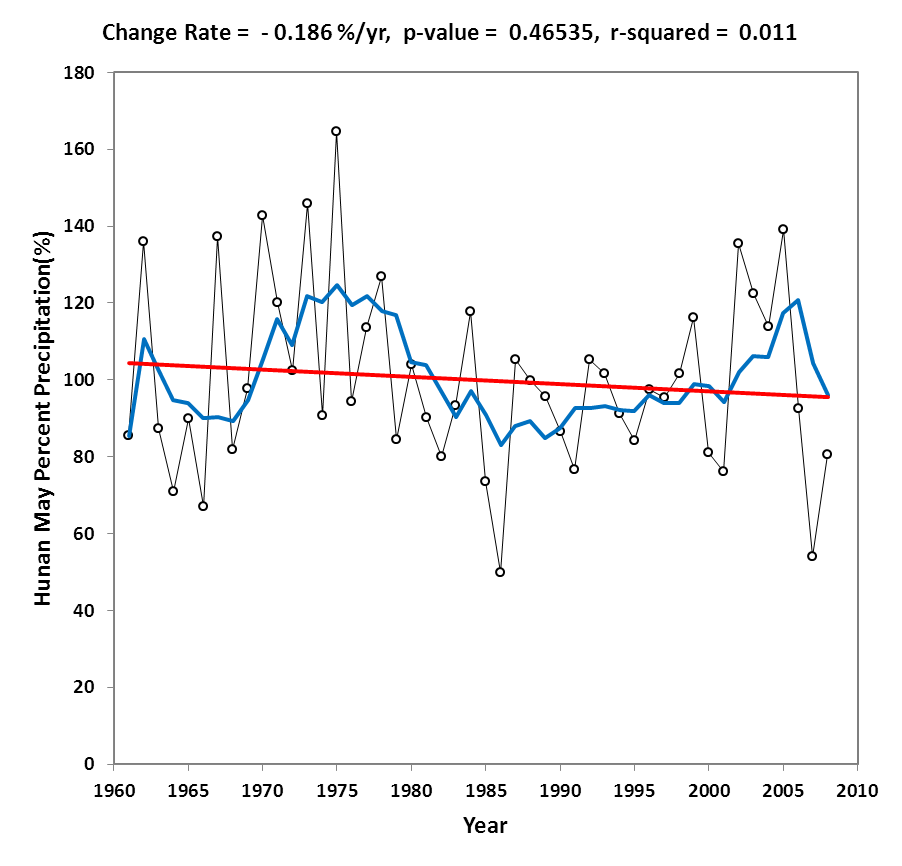 Change Rate = - 0.186 %/yr, p-value = 0.46535, r-squared = 0.011
180
160
140
120
100
80
60
40
20
0
Hunan May Percent Precipitation(%)
1960 1965 1970 1975 1980 1985 1990 1995 2000 2005 2010
Year